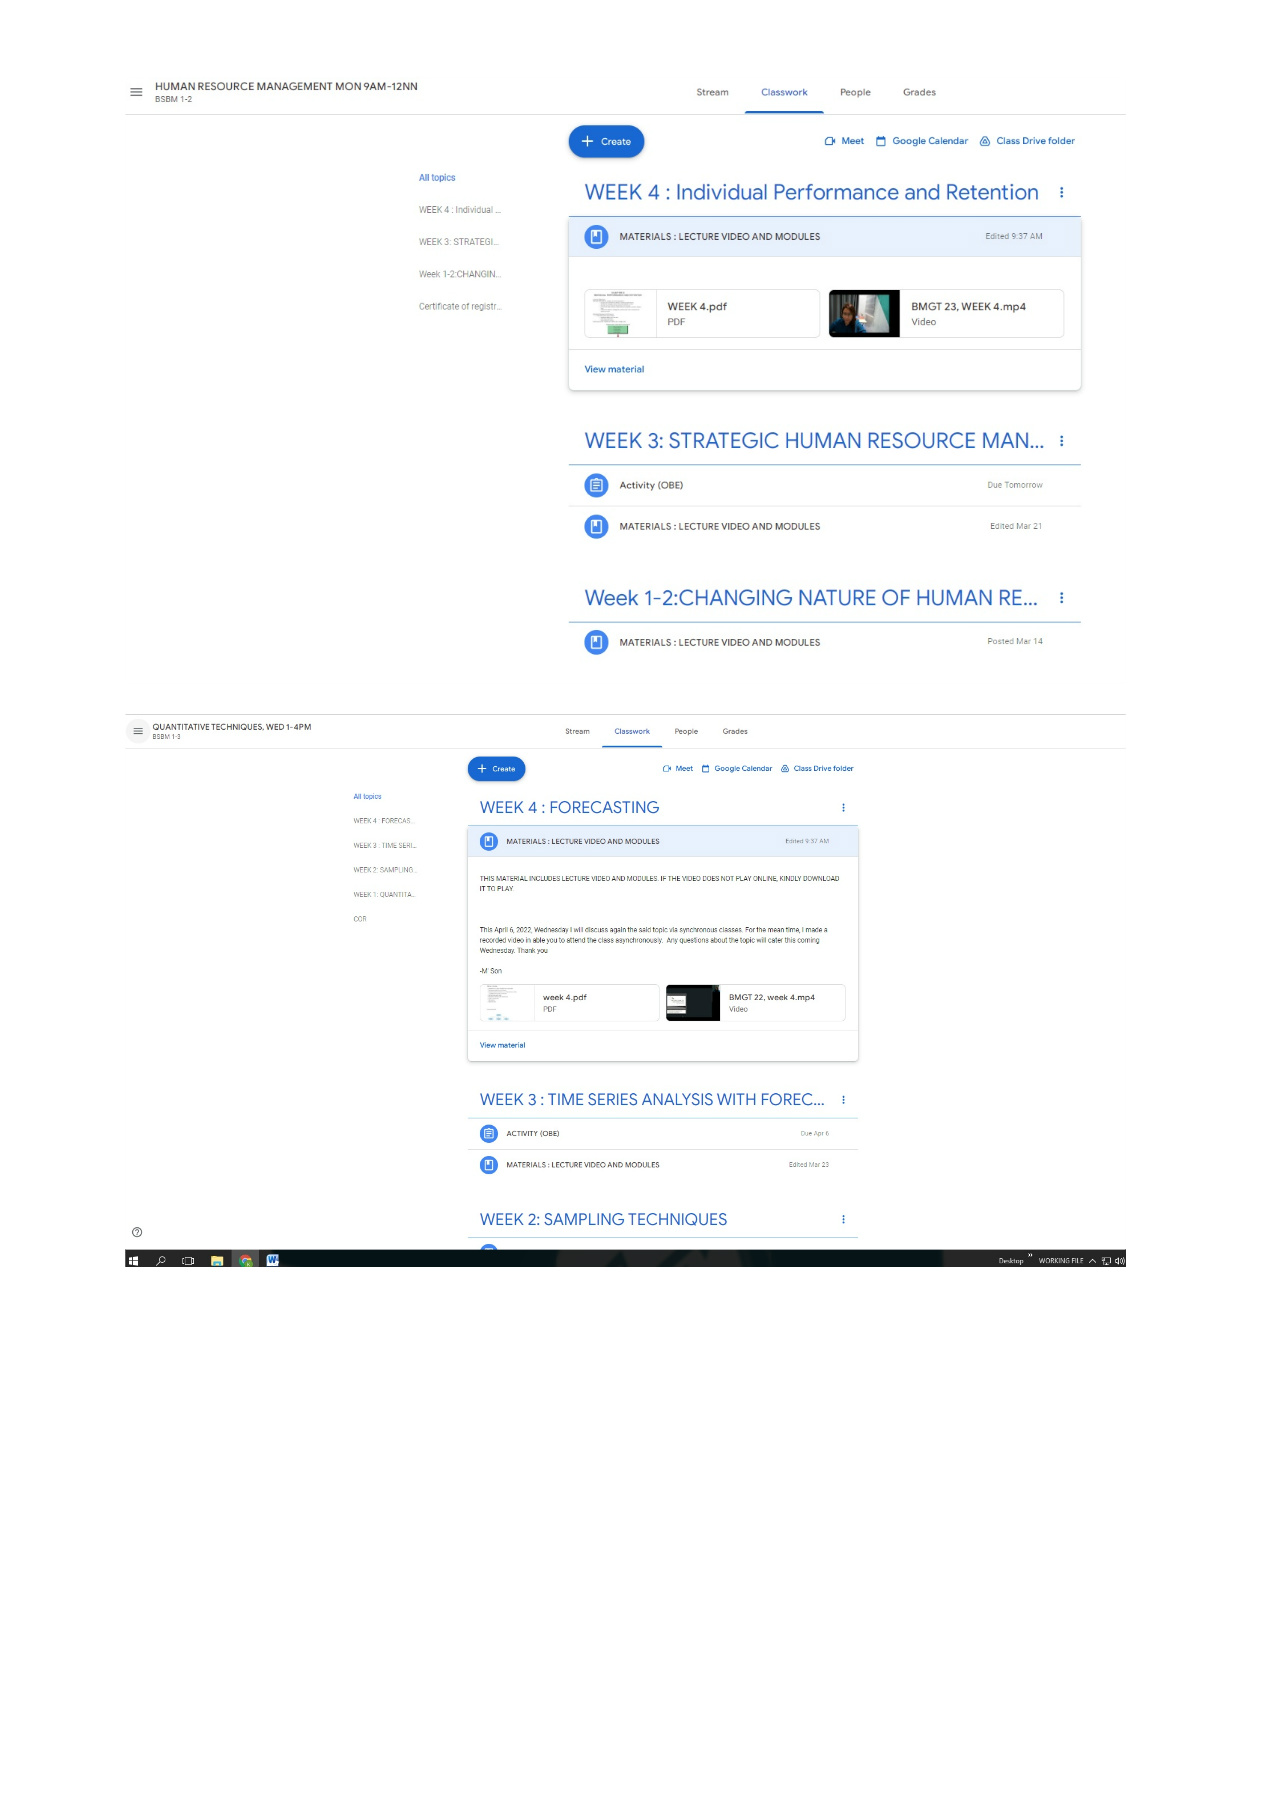 HUMAN RESOURCE MANAGEMENT MON 9AM-12NN
BSBM 1-2
Stream Classwork People Grades
Create
Meet Google Calendar Class Drive folder
All topics
WEEK 4 : Individual ...
WEEK 3: STRATEGI...
Week 1-2:CHANGIN...
Certificate of registr...
WEEK 4 : Individual Performance and Retention
MATERIALS : LECTURE VIDEO AND MODULES Edited 9:37 AM
WEEK 4.pdf
PDF
BMGT 23, WEEK 4.mp4
Video
View material
WEEK 3: STRATEGIC HUMAN RESOURCE MAN...
Activity (OBE) Due Tomorrow
MATERIALS : LECTURE VIDEO AND MODULES Edited Mar 21
Week 1-2:CHANGING NATURE OF HUMAN RE...
MATERIALS : LECTURE VIDEO AND MODULES Posted Mar 14
QUANTITATIVE TECHNIQUES, WED 1-4PM
BSBM 1-3
Stream Classwork People Grades
Create
Meet Google Calendar Class Drive folder
All topics
WEEK 4 : FORECAS...
WEEK 3 : TIME SERI...
WEEK 2: SAMPLING...
WEEK 1: QUANTITA...
COR
WEEK 4 : FORECASTING
MATERIALS : LECTURE VIDEO AND MODULES Edited 9:37 AM
THIS MATERIAL INCLUDES LECTURE VIDEO AND MODULES. IF THE VIDEO DOES NOT PLAY ONLINE, KINDLY DOWNLOAD
IT TO PLAY.
This April 6, 2022, Wednesday I will discuss again the said topic via synchronous classes. For the mean time, I made a
recorded video in able you to attend the class asynchronously. Any questions about the topic will cater this coming
Wednesday. Thank you
-M' Son
week 4.pdf
PDF
BMGT 22, week 4.mp4
Video
View material
WEEK 3 : TIME SERIES ANALYSIS WITH FOREC...
ACTIVITY (OBE) Due Apr 6
MATERIALS : LECTURE VIDEO AND MODULES Edited Mar 23
WEEK 2: SAMPLING TECHNIQUES
Desktop WORKING FILE